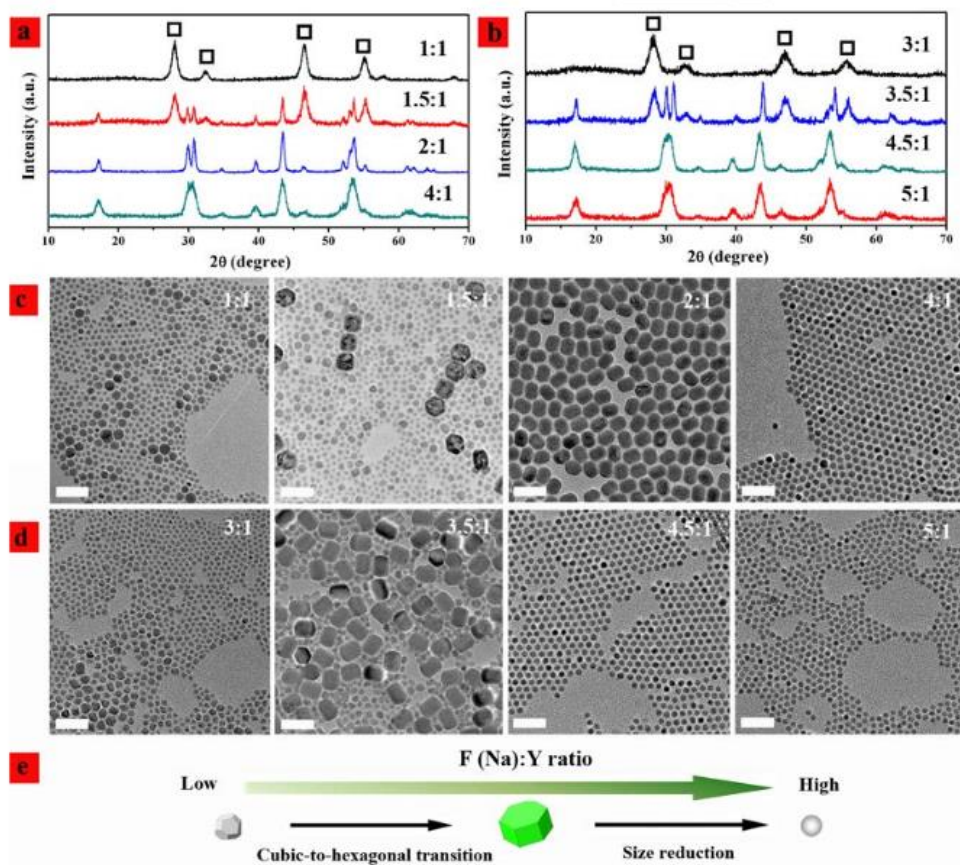 a
1:1
1.5:1
2:1
4:1
Intensity (a.u.)
10 20 30 40 50 60 70
2θ (degree)
b
3:1
3.5:1
4.5:1
5:1
Intensity (a.u.)
10 20 30 40 50 60 70
2θ (degree)
c
1:1
1.5:1
2:1
4:1
d
3:1
3.5:1
4.5:1
5:1
e
F (Na):Y ratio
Low
High
Cubic-to-hexagonal transition
Size reduction